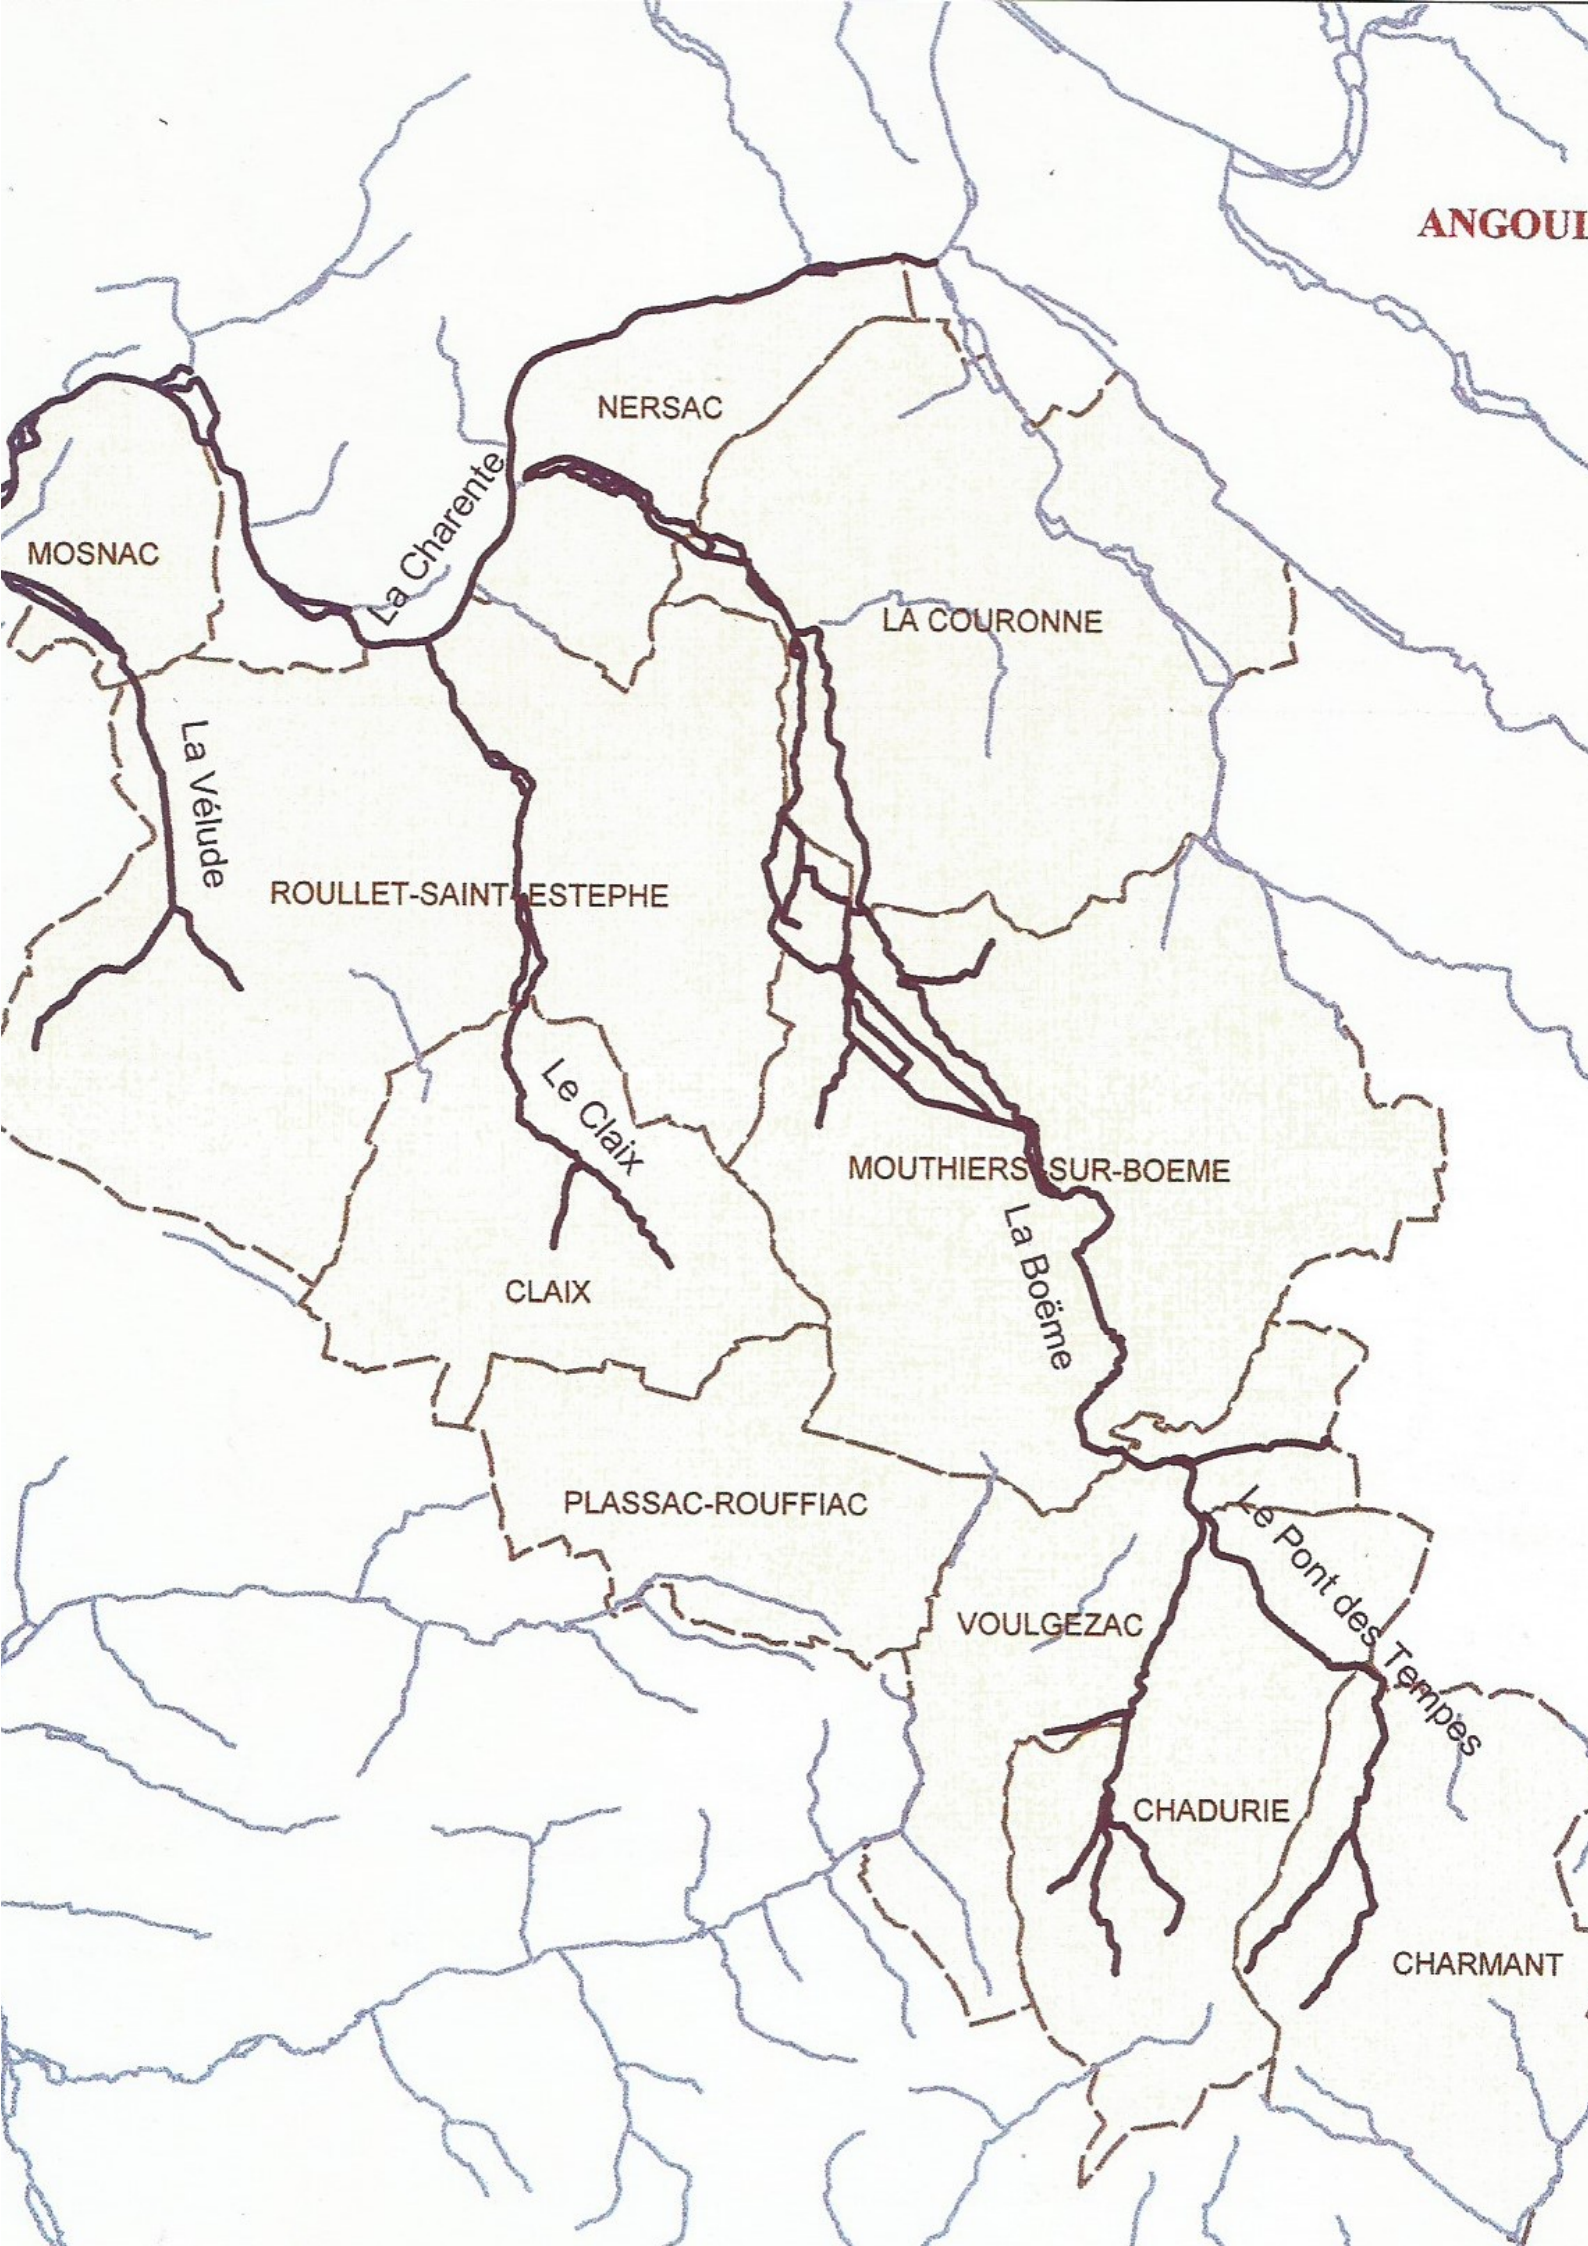 ANGOUL
NERSAC
La Charente
MOSNAC
LA COURONNE
La Vélude
ROULLET-SAINT-ESTEPHE
Le Claix
MOUTHIERS-SUR-BOEME
La Boëme
CLAIX
PLASSAC-ROUFFIAC
Le Pont des Tempes
VOULGEZAC
CHADURIE
CHARMANT